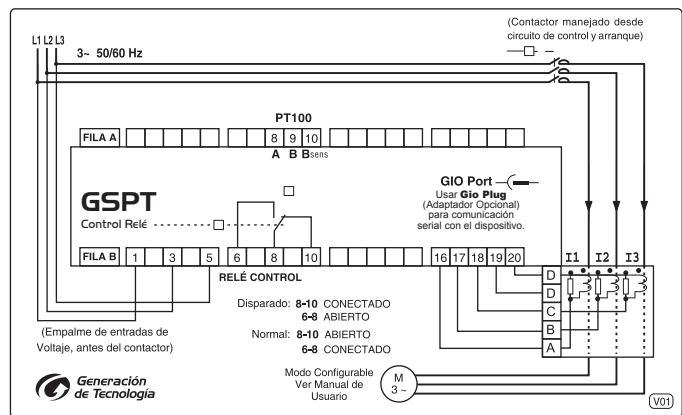 (Contactor manejado desde
circuito de control y arranque)
L1 L2 L3
3~ 50/60 Hz
PT100
FILA A
8 9 10
A B Bsens
GSPT
Control Relé
GIO Port
Usar Gio Plug
(Adaptador Opcional)
para comunicación
serial con el dispositivo.
FILA B
1 3 5 6 8 10 16 17 18 19 20
I1 I2 I3
RELÉ CONTROL
D
D
C
B
A
Disparado: 8-10 CONECTADO
6-8 ABIERTO
Normal: 8-10 ABIERTO
6-8 CONECTADO
(Empalme de entradas de
Voltaje, antes del contactor)
Generación
de Tecnología
Modo Configurable
Ver Manual de
Usuario
M
3 ~
V01